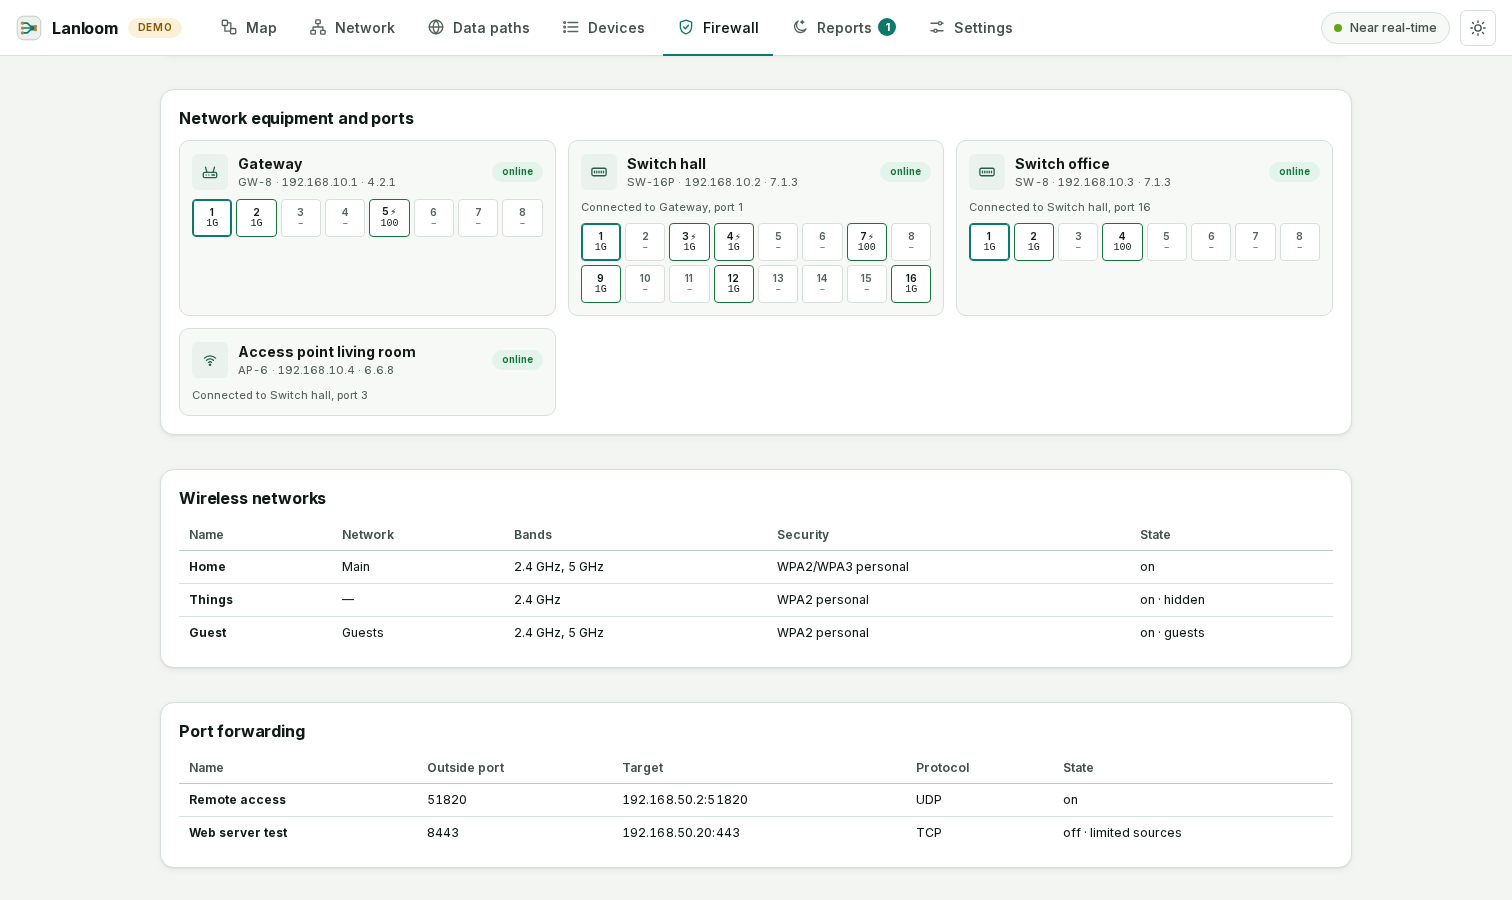 Lanloom DEMO Map Network Data paths Devices Firewall Reports 1 Settings Near real-time
Network equipment and ports
Gateway
GW-8 · 192.168.10.1 · 4.2.1
online
1 2 3 4 5⚡ 6 7 8
1G 1G – – 100 – – –
Switch hall
SW-16P · 192.168.10.2 · 7.1.3
online
Connected to Gateway, port 1
1 2 3⚡ 4⚡ 5 6 7⚡ 8
1G – 1G 1G – – 100 –
9 10 11 12 13 14 15 16
1G – – 1G – – – 1G
Switch office
SW-8 · 192.168.10.3 · 7.1.3
online
Connected to Switch hall, port 16
1 2 3 4 5 6 7 8
1G 1G – 100 – – – –
Access point living room
AP-6 · 192.168.10.4 · 6.6.8
online
Connected to Switch hall, port 3
Wireless networks
Name Network Bands Security State
Home Main 2.4 GHz, 5 GHz WPA2/WPA3 personal on
Things — 2.4 GHz WPA2 personal on · hidden
Guest Guests 2.4 GHz, 5 GHz WPA2 personal on · guests
Port forwarding
Name Outside port Target Protocol State
Remote access 51820 192.168.50.2:51820 UDP on
Web server test 8443 192.168.50.20:443 TCP off · limited sources